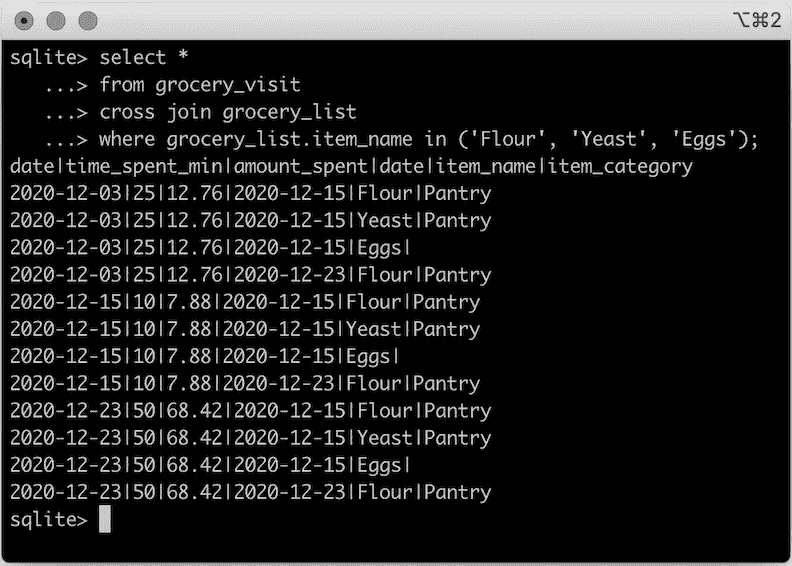 ⌥⌘2
sqlite> select *
...> from grocery_visit
...> cross join grocery_list
...> where grocery_list.item_name in ('Flour', 'Yeast', 'Eggs');
date|time_spent_min|amount_spent|date|item_name|item_category
2020-12-03|25|12.76|2020-12-15|Flour|Pantry
2020-12-03|25|12.76|2020-12-15|Yeast|Pantry
2020-12-03|25|12.76|2020-12-15|Eggs|
2020-12-03|25|12.76|2020-12-23|Flour|Pantry
2020-12-15|10|7.88|2020-12-15|Flour|Pantry
2020-12-15|10|7.88|2020-12-15|Yeast|Pantry
2020-12-15|10|7.88|2020-12-15|Eggs|
2020-12-15|10|7.88|2020-12-23|Flour|Pantry
2020-12-23|50|68.42|2020-12-15|Flour|Pantry
2020-12-23|50|68.42|2020-12-15|Yeast|Pantry
2020-12-23|50|68.42|2020-12-15|Eggs|
2020-12-23|50|68.42|2020-12-23|Flour|Pantry
sqlite>